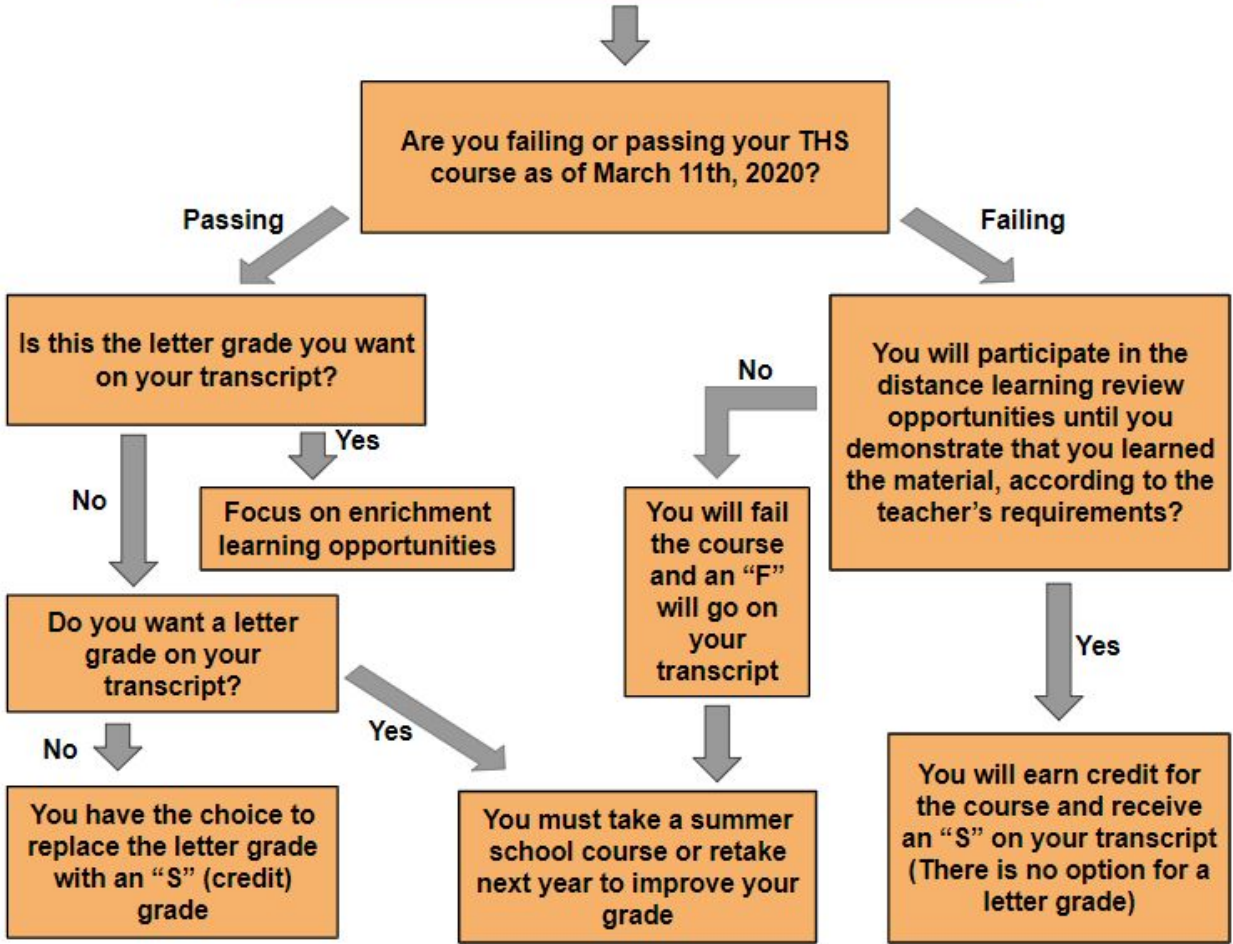 Are you failing or passing your THS
course as of March 11th, 2020?
Passing
Failing
Is this the letter grade you want
on your transcript?
You will participate in the
distance learning review
opportunities until you
demonstrate that you learned
the material, according to the
teacher's requirements?
No
Yes
No
Focus on enrichment
learning opportunities
You will fail
the course
and an “F”
will go on
your
transcript
Do you want a letter
grade on your
transcript?
Yes
No
Yes
You have the choice to
replace the letter grade
with an “S” (credit)
grade
You must take a summer
school course or retake
next year to improve your
grade
You will earn credit for
the course and receive
an “S” on your transcript
(There is no option for a
letter grade)